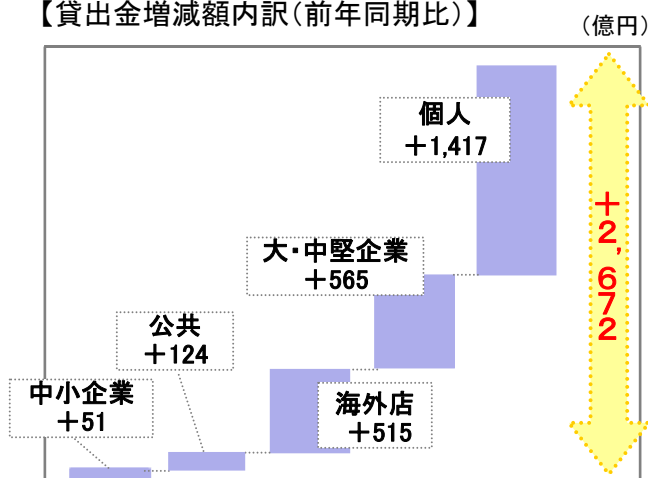 【貸出金増減額内訳(前年同期比)】
(億円)
個人
+1,417
大・中堅企業
+565
公共
+124
中小企業
+51
海外店
+515
+2,672